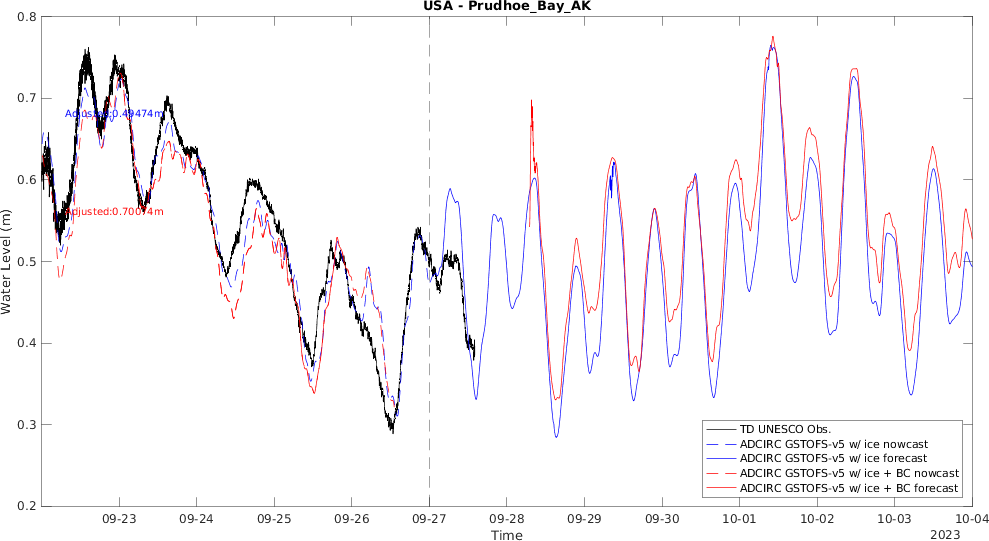 USA - Prudhoe_Bay_AK
0.8
0.7
0.6
0.5
0.4
0.3
0.2
Water Level (m)
Adjusted:0.49474m
Adjusted:0.70074m
TD UNESCO Obs.
ADCIRC GSTOFS-v5 w/ ice nowcast
ADCIRC GSTOFS-v5 w/ ice forecast
ADCIRC GSTOFS-v5 w/ ice + BC nowcast
ADCIRC GSTOFS-v5 w/ ice + BC forecast
09-23 09-24 09-25 09-26 09-27 09-28 09-29 09-30 10-01 10-02 10-03 10-04
Time
2023